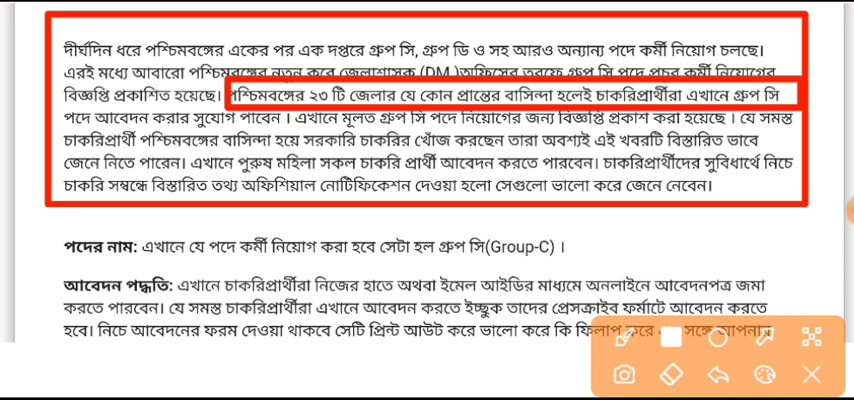 দীর্ঘদিন ধরে পশ্চিমবঙ্গের একের পর এক দপ্তরে গ্রুপ সি, গ্রুপ ডি ও সহ আরও অন্যান্য পদে কর্মী নিয়োগ চলছে।
এরই মধ্যে আবারো পশ্চিমবঙ্গের নতুন করে জেলাশাসক (DM )অফিসের তরফে গ্রুপ সি পদে প্রচুর কর্মী নিয়োগের
বিজ্ঞপ্তি প্রকাশিত হয়েছে। পশ্চিমবঙ্গের ২৩ টি জেলার যে কোন প্রান্তের বাসিন্দা হলেই চাকরিপ্রার্থীরা এখানে গ্রুপ সি
পদে আবেদন করার সুযোগ পাবেন । এখানে মূলত গ্রুপ সি পদে নিয়োগের জন্য বিজ্ঞপ্তি প্রকাশ করা হয়েছে । যে সমস্ত
চাকরিপ্রার্থী পশ্চিমবঙ্গের বাসিন্দা হয়ে সরকারি চাকরির খোঁজ করছেন তারা অবশ্যই এই খবরটি বিস্তারিত ভাবে
জেনে নিতে পারেন। এখানে পুরুষ মহিলা সকল চাকরি প্রার্থী আবেদন করতে পারবেন। চাকরিপ্রার্থীদের সুবিধার্থে নিচে
চাকরি সম্বন্ধে বিস্তারিত তথ্য অফিশিয়াল নোটিফিকেশন দেওয়া হলো সেগুলো ভালো করে জেনে নেবেন।
পদের নাম: এখানে যে পদে কর্মী নিয়োগ করা হবে সেটা হল গ্রুপ সি(Group-C) ।
আবেদন পদ্ধতি: এখানে চাকরিপ্রার্থীরা নিজের হাতে অথবা ইমেল আইডির মাধ্যমে অনলাইনে আবেদনপত্র জমা
করতে পারবেন। যে সমস্ত চাকরিপ্রার্থীরা এখানে আবেদন করতে ইচ্ছুক তাদের প্রেসক্রাইব ফর্মাটে আবেদন করতে
হবে। নিচে আবেদনের ফরম দেওয়া থাকবে সেটি প্রিন্ট আউট করে ভালো করে কি ফিলাপ করে সঙ্গে আপনার